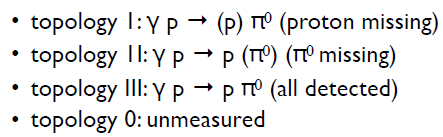 • topology I: γ p → (p) π⁰ (proton missing)
• topology II: γ p → p (π⁰) (π⁰ missing)
• topology III: γ p → p π⁰ (all detected)
• topology 0: unmeasured